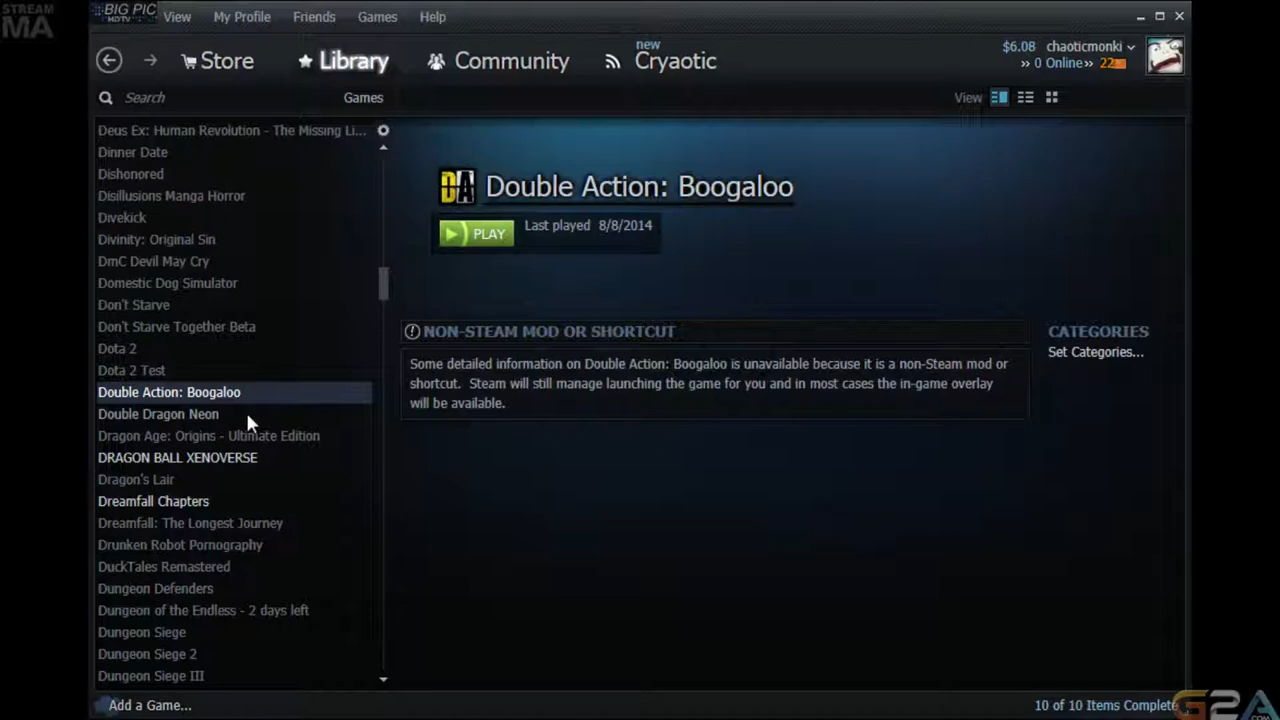 STREAM
MA
BIG PIC
HDTV
View My Profile Friends Games Help
Store Library Community new Cryaotic
$6.08 chaoticmonki
>> 0 Online>> 22
Search Games View
Deus Ex: Human Revolution - The Missing Li...
Dinner Date
Dishonored
Disillusions Manga Horror
Divekick
Divinity: Original Sin
DmC Devil May Cry
Domestic Dog Simulator
Don't Starve
Don't Starve Together Beta
Dota 2
Dota 2 Test
Double Action: Boogaloo
Double Dragon Neon
Dragon Age: Origins - Ultimate Edition
DRAGON BALL XENOVERSE
Dragon's Lair
Dreamfall Chapters
Dreamfall: The Longest Journey
Drunken Robot Pornography
DuckTales Remastered
Dungeon Defenders
Dungeon of the Endless - 2 days left
Dungeon Siege
Dungeon Siege 2
Dungeon Siege III
DA Double Action: Boogaloo
PLAY Last played 8/8/2014
NON-STEAM MOD OR SHORTCUT
Some detailed information on Double Action: Boogaloo is unavailable because it is a non-Steam mod or
shortcut. Steam will still manage launching the game for you and in most cases the in-game overlay
will be available.
CATEGORIES
Set Categories...
Add a Game...
10 of 10 Items Complete
G2A
.COM